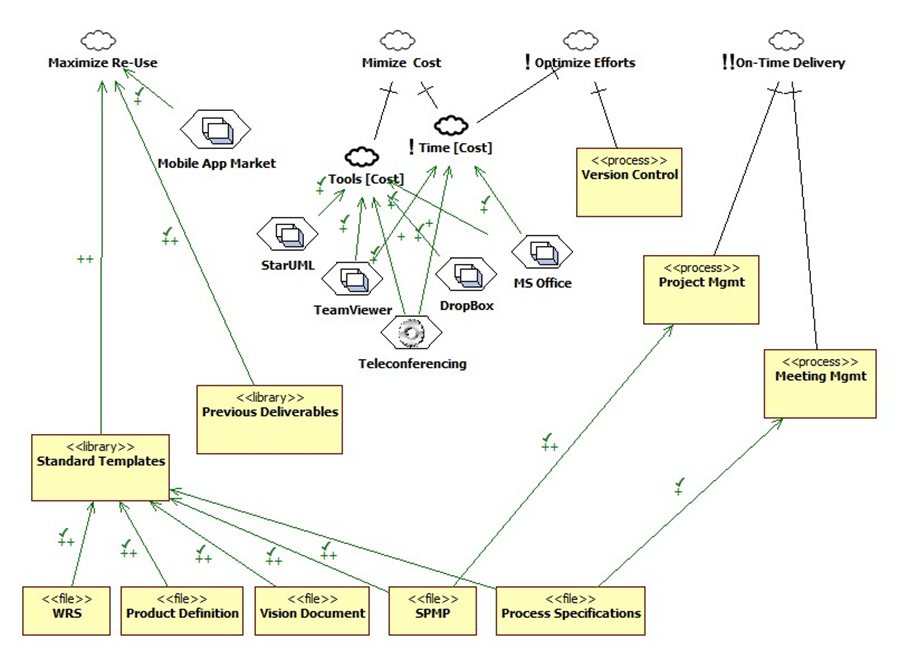 Maximize Re-Use
Mimize Cost
! Optimize Efforts
!!On-Time Delivery
+
Mobile App Market
! Time [Cost]
Tools [Cost]
<<process>>
Version Control
+
+
+
+
+
+
+
+
++
++
StarUML
TeamViewer
DropBox
MS Office
Teleconferencing
<<process>>
Project Mgmt
<<process>>
Meeting Mgmt
<<library>>
Previous Deliverables
<<library>>
Standard Templates
++
+
++
++
++
++
++
<<file>>
WRS
<<file>>
Product Definition
<<file>>
Vision Document
<<file>>
SPMP
<<file>>
Process Specifications